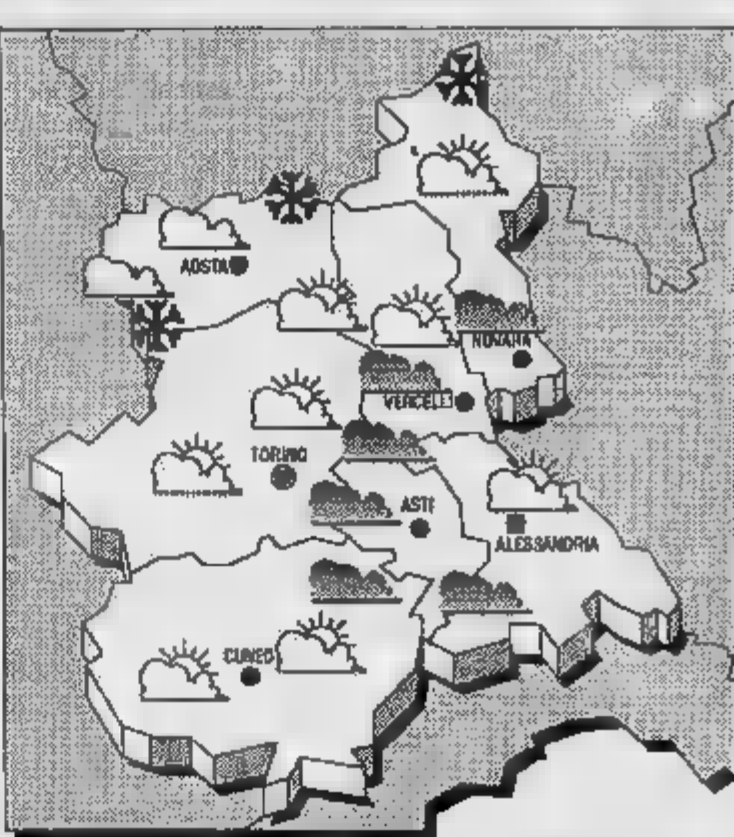 AOSTA
NOVARA
VERCELLI
TORINO
ASTI
ALESSANDRIA
CUNEO